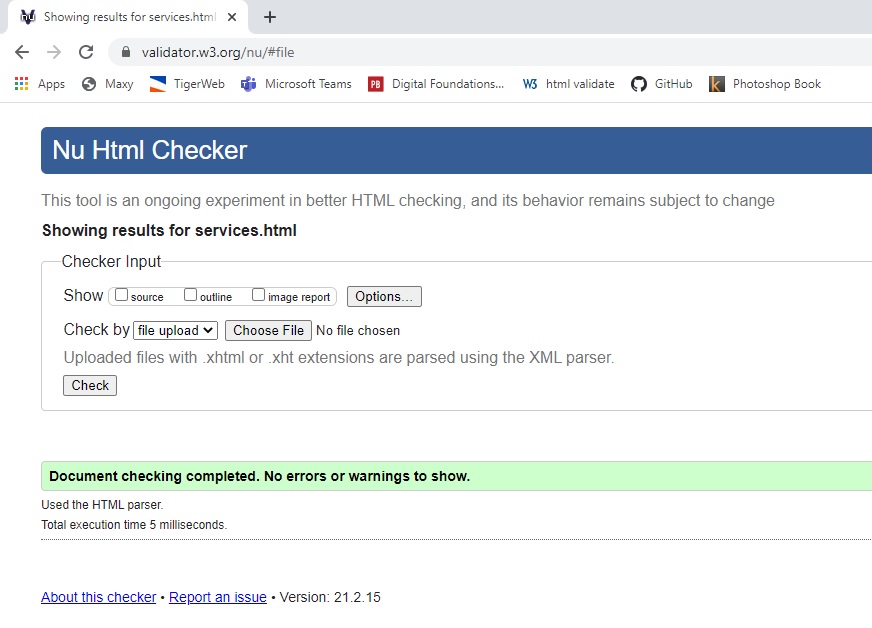 Showing results for services.html
validator.w3.org/nu/#file
Apps Maxy TigerWeb Microsoft Teams PB Digital Foundations... W3 html validate GitHub k Photoshop Book
Nu Html Checker
This tool is an ongoing experiment in better HTML checking, and its behavior remains subject to change
Showing results for services.html
Checker Input
Show source outline image report Options...
Check by file upload Choose File No file chosen
Uploaded files with .xhtml or .xht extensions are parsed using the XML parser.
Check
Document checking completed. No errors or warnings to show.
Used the HTML parser.
Total execution time 5 milliseconds.
About this checker • Report an issue • Version: 21.2.15